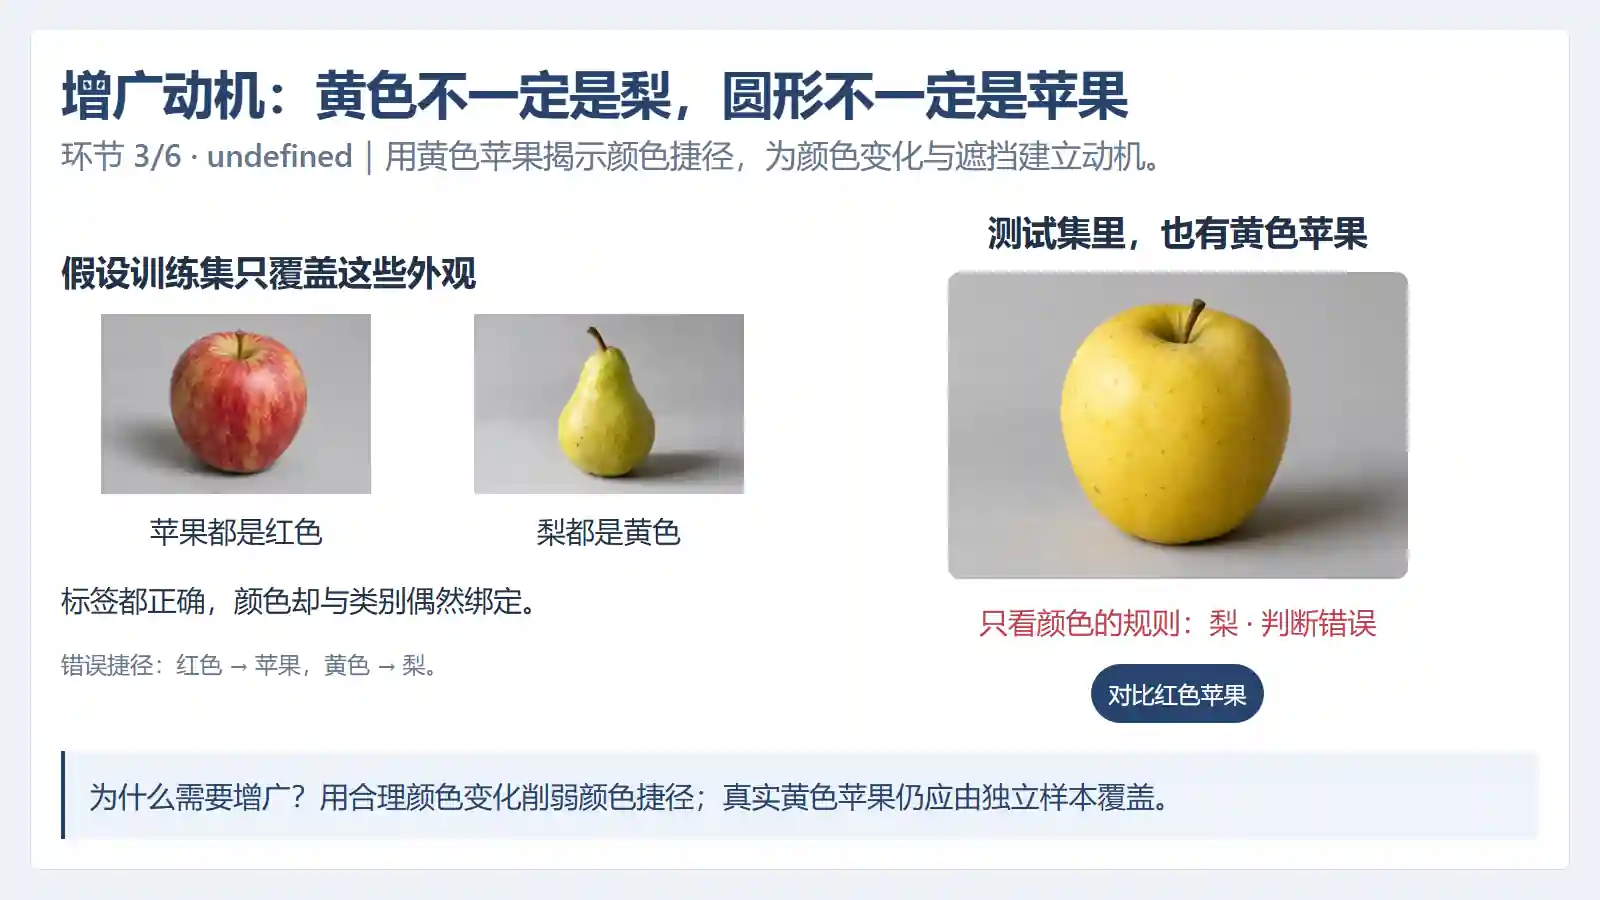 增广动机：黄色不一定是梨，圆形不一定是苹果
环节 3/6 · undefined｜用黄色苹果揭示颜色捷径，为颜色变化与遮挡建立动机。
假设训练集只覆盖这些外观
苹果都是红色
梨都是黄色
标签都正确，颜色却与类别偶然绑定。
错误捷径：红色 → 苹果，黄色 → 梨。
测试集里，也有黄色苹果
只看颜色的规则：梨 · 判断错误
对比红色苹果
为什么需要增广？用合理颜色变化削弱颜色捷径；真实黄色苹果仍应由独立样本覆盖。